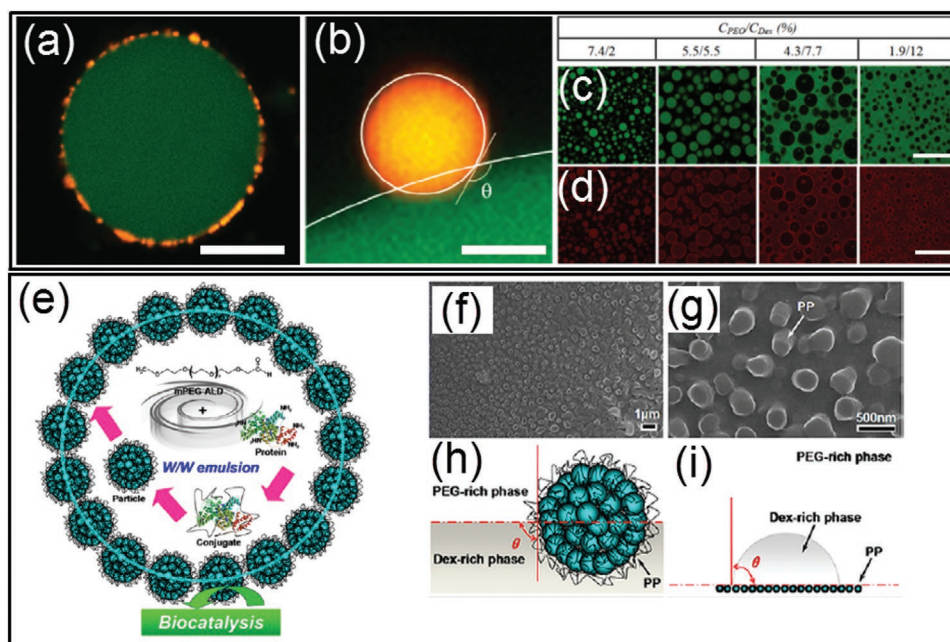 (a)
(b)
θ
C_PEO/C_Dex (%)
7.4/2 5.5/5.5 4.3/7.7 1.9/12
(c)
(d)
(e)
mPEG ALD
+
Protein
W/W emulsion
Particle
Conjugate
Biocatalysis
(f)
1μm
(g)
PP
500nm
(h)
PEG-rich phase
Dex-rich phase
θ
PP
(i)
PEG-rich phase
Dex-rich phase
θ
PP